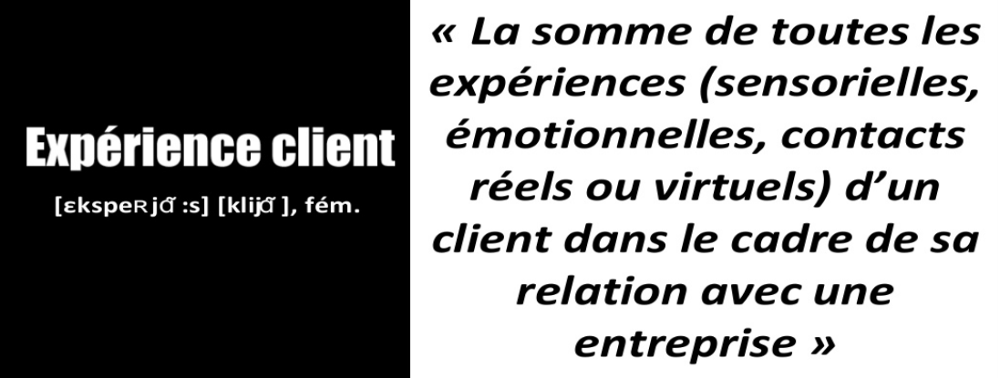 Expérience client
[ɛkspeʀjɑ̃ :s] [klijɑ̃ ], fém.
« La somme de toutes les
expériences (sensorielles,
émotionnelles, contacts
réels ou virtuels) d’un
client dans le cadre de sa
relation avec une
entreprise »